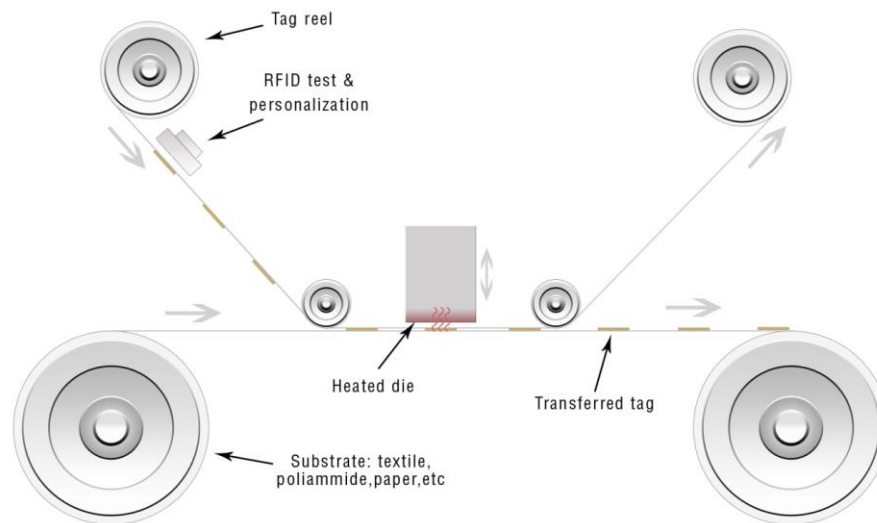 Tag reel
RFID test &
personalization
Heated die
Transferred tag
Substrate: textile,
poliammide,paper,etc